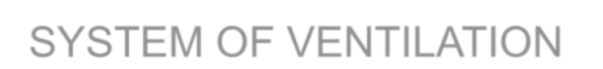 SYSTEM OF VENTILATION